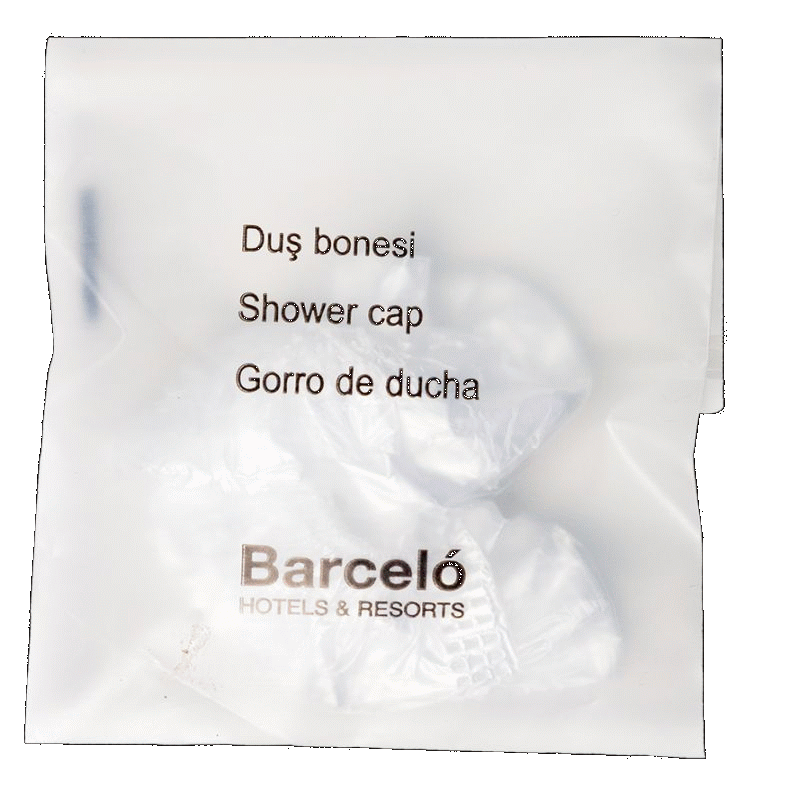 Duş bonesi
Shower cap
Gorro de ducha
Barceló
HOTELS & RESORTS